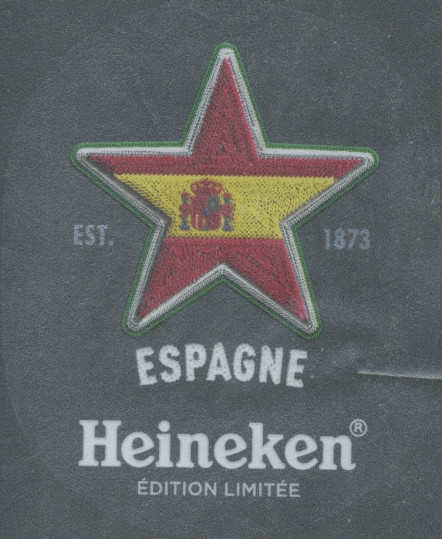 EST. 1873
ESPAGNE
Heineken®
ÉDITION LIMITÉE